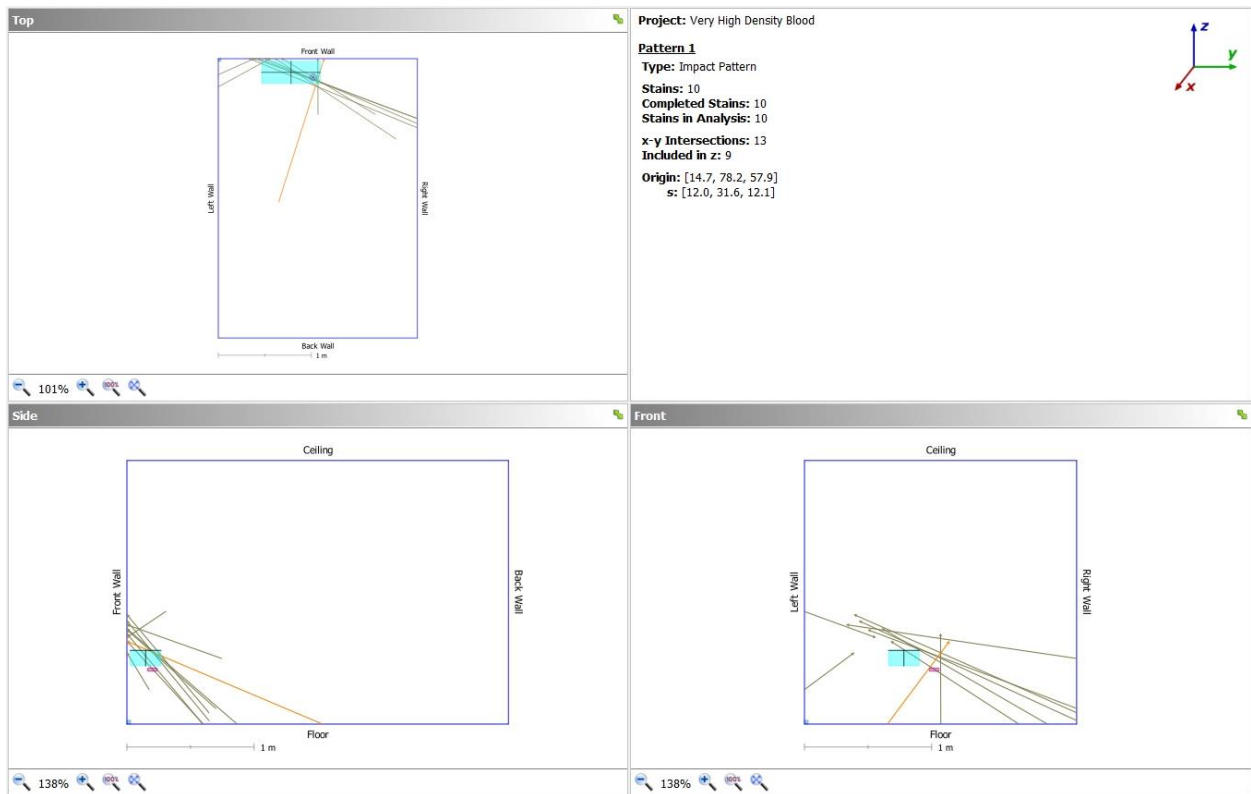 Top
Front Wall
Left Wall
Right Wall
Back Wall
1 m
101%
Project: Very High Density Blood
Pattern 1
Type: Impact Pattern
Stains: 10
Completed Stains: 10
Stains in Analysis: 10
x-y Intersections: 13
Included in z: 9
Origin: [14.7, 78.2, 57.9]
s: [12.0, 31.6, 12.1]
z
y
x
Side
Ceiling
Front Wall
Back Wall
Floor
1 m
138%
Front
Ceiling
Left Wall
Right Wall
Floor
1 m
138%